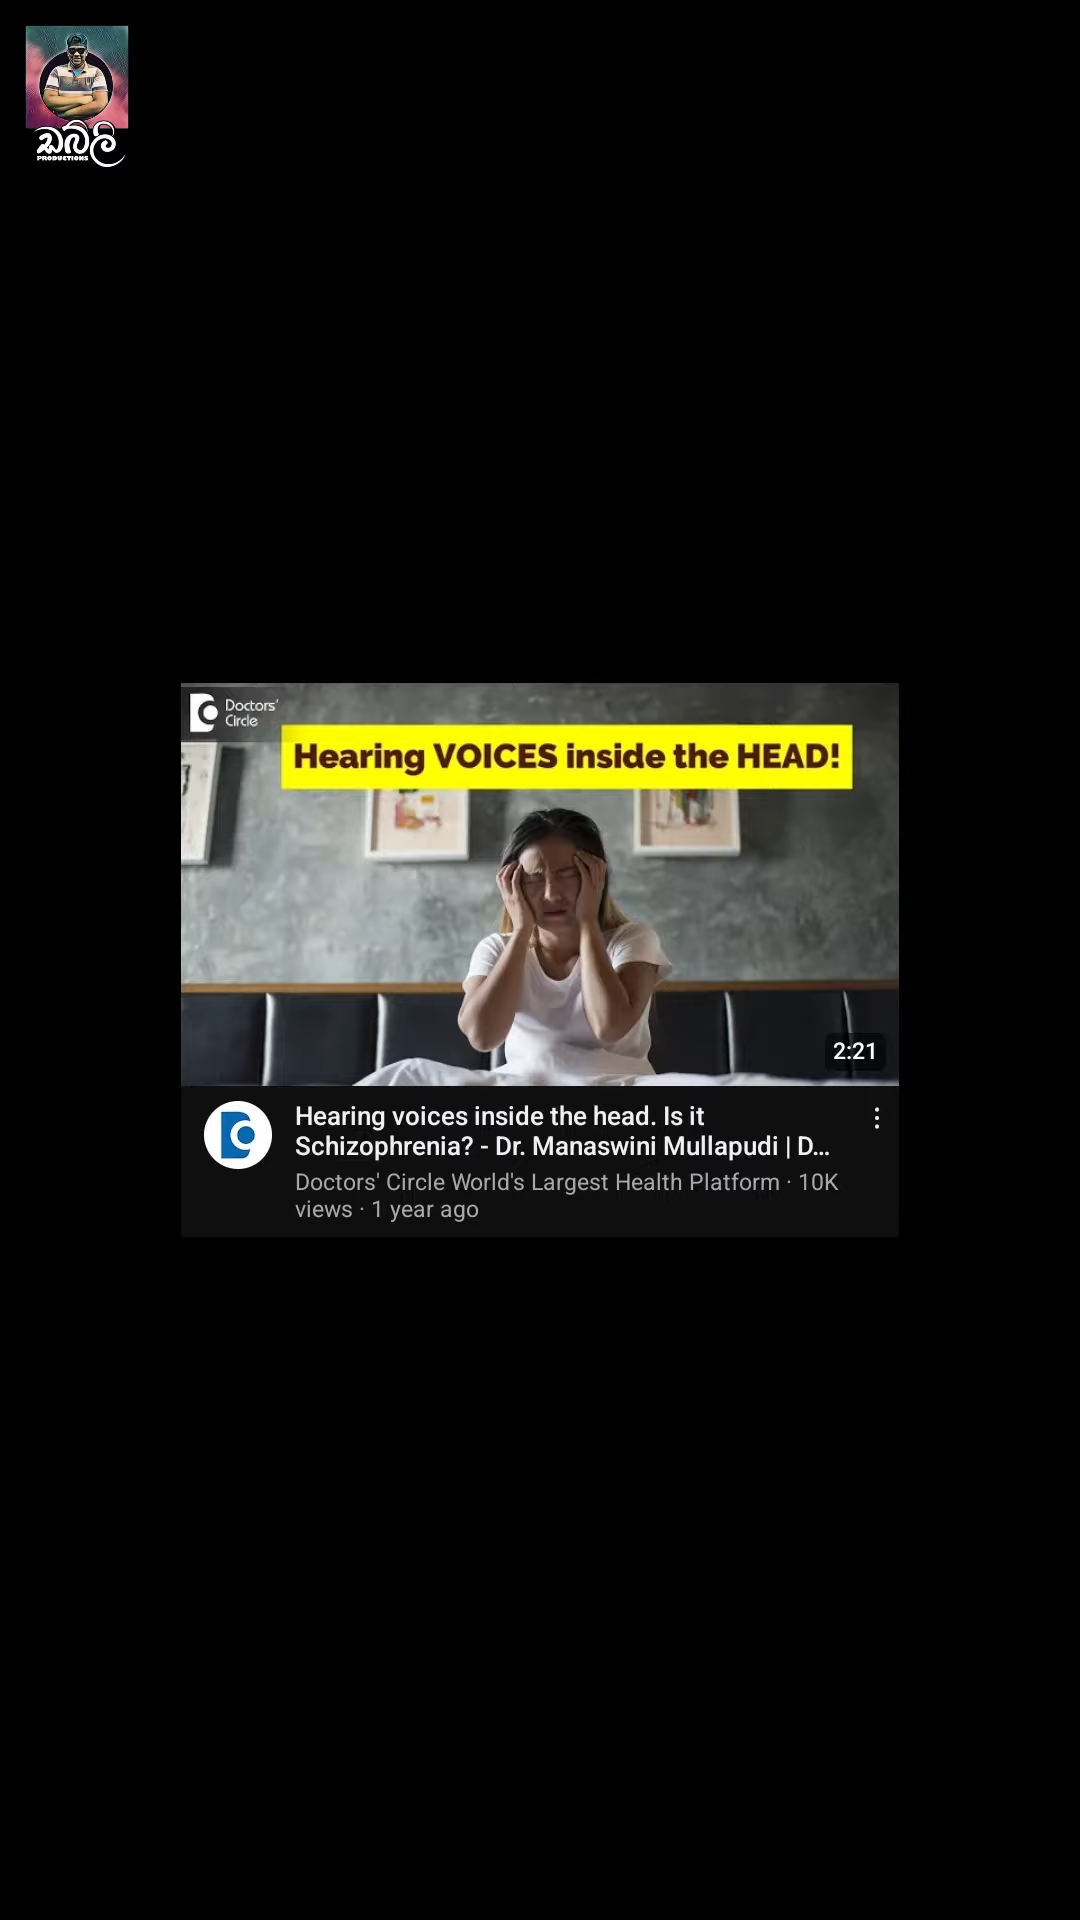 ඩබ්ලි
PRODUCTIONS
Doctors'
Circle
Hearing VOICES inside the HEAD!
2:21
Hearing voices inside the head. Is it
Schizophrenia? - Dr. Manaswini Mullapudi | D...
Doctors' Circle World's Largest Health Platform · 10K
views · 1 year ago